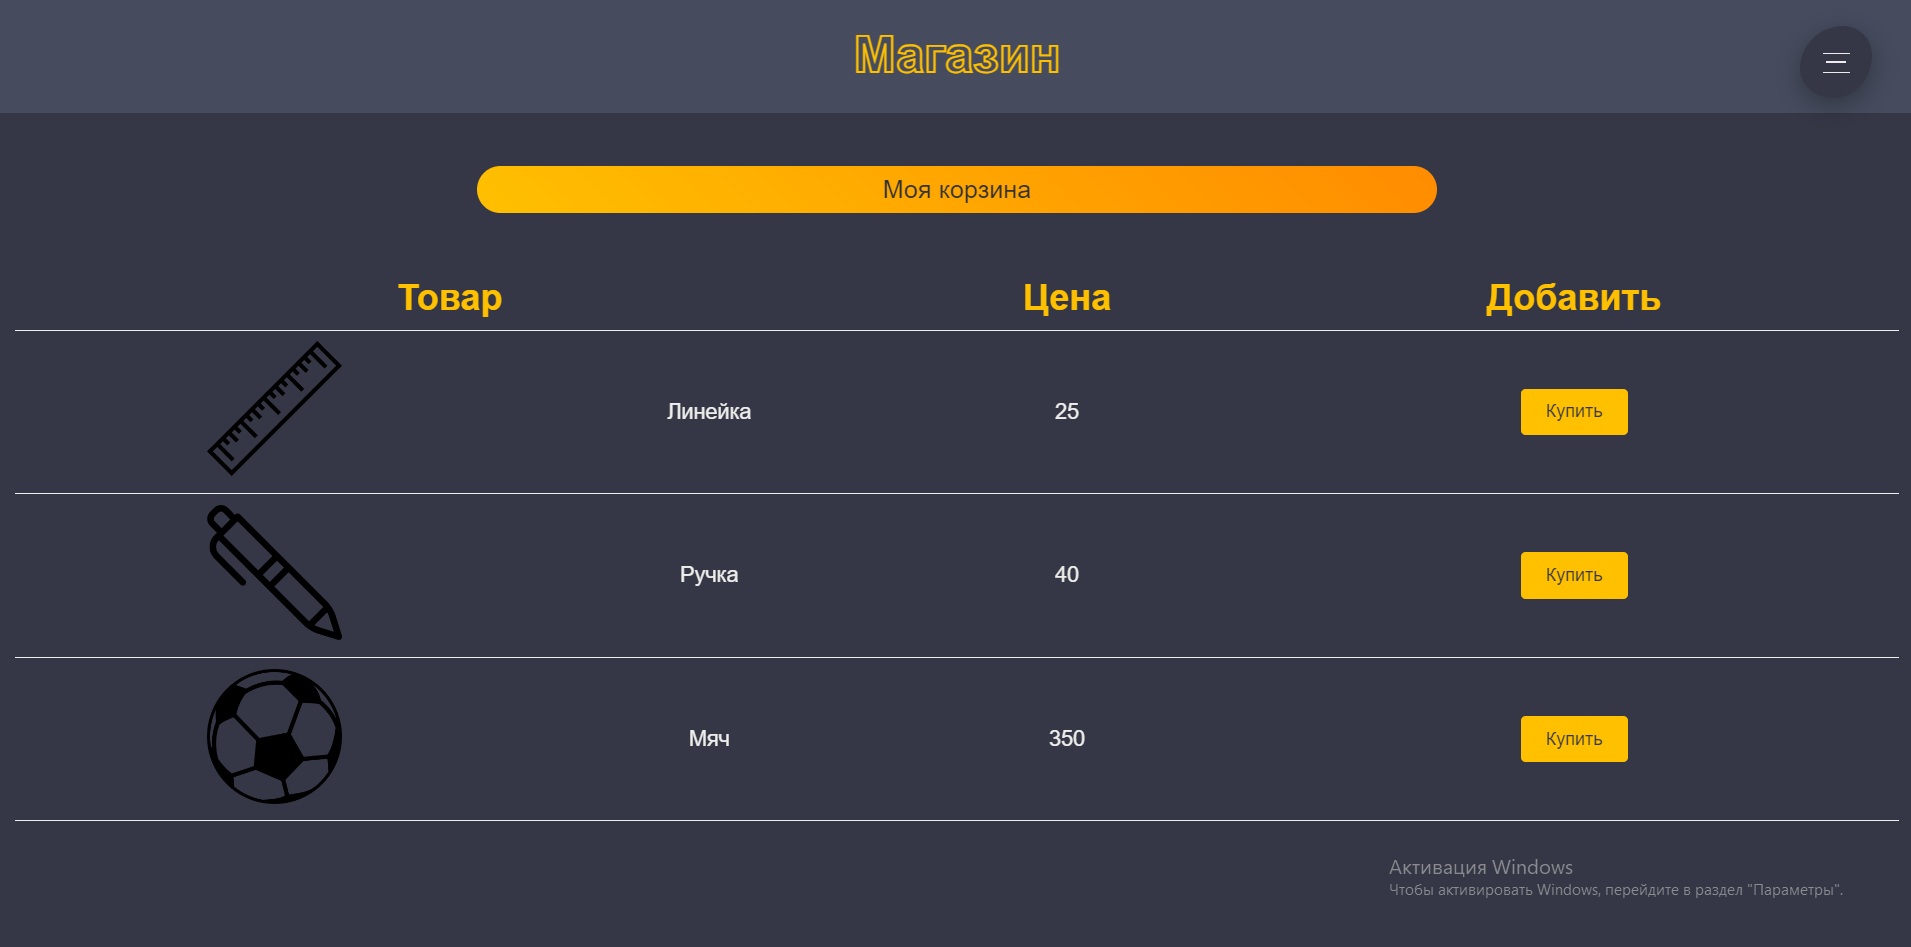 Магазин
Моя корзина
Товар Цена Добавить
Линейка 25 Купить
Ручка 40 Купить
Мяч 350 Купить
Активация Windows
Чтобы активировать Windows, перейдите в раздел "Параметры".